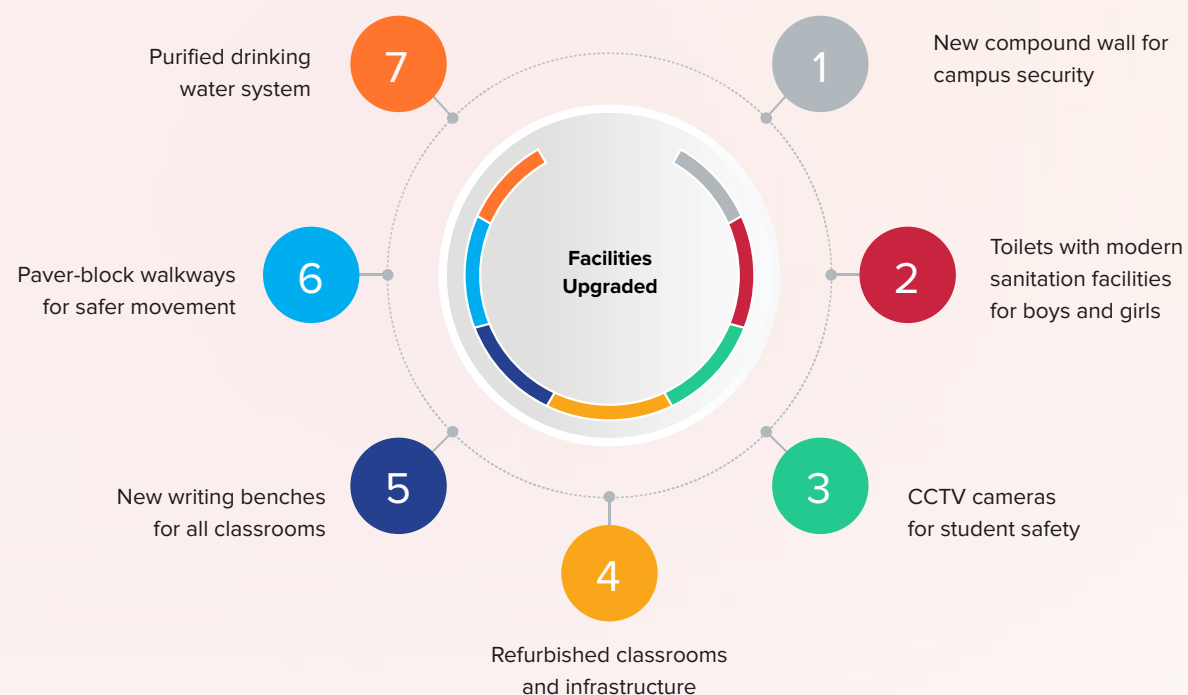 Facilities
Upgraded
1
New compound wall for
campus security
2
Toilets with modern
sanitation facilities
for boys and girls
3
CCTV cameras
for student safety
4
Refurbished classrooms
and infrastructure
5
New writing benches
for all classrooms
6
Paver-block walkways
for safer movement
7
Purified drinking
water system